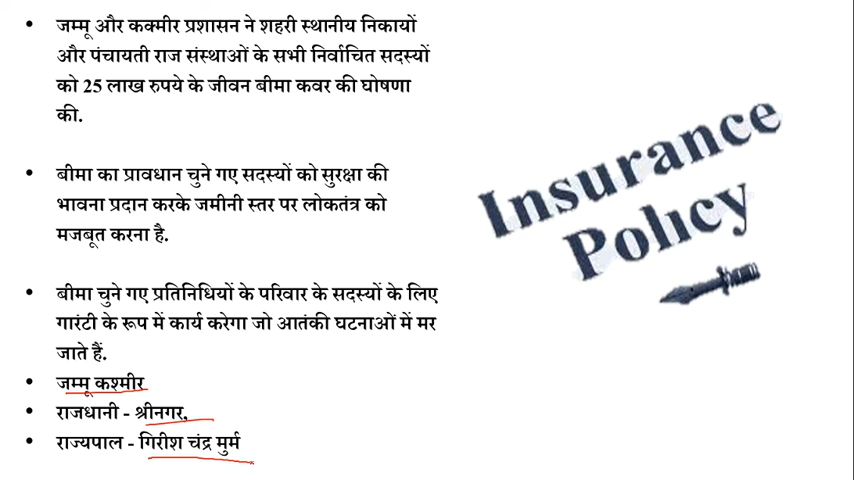 • जम्मू और कक्मीर प्रशासन ने शहरी स्थानीय निकायों
और पंचायती राज संस्थाओं के सभी निर्वाचित सदस्यों
को 25 लाख रुपये के जीवन बीमा कवर की घोषणा
की.
• बीमा का प्रावधान चुने गए सदस्यों को सुरक्षा की
भावना प्रदान करके जमीनी स्तर पर लोकतंत्र को
मजबूत करना है.
• बीमा चुने गए प्रतिनिधियों के परिवार के सदस्यों के लिए
गारंटी के रूप में कार्य करेगा जो आतंकी घटनाओं में मर
जाते हैं.
• जम्मू कश्मीर
• राजधानी - श्रीनगर,
• राज्यपाल - गिरीश चंद्र मुर्म
Insurance
Policy